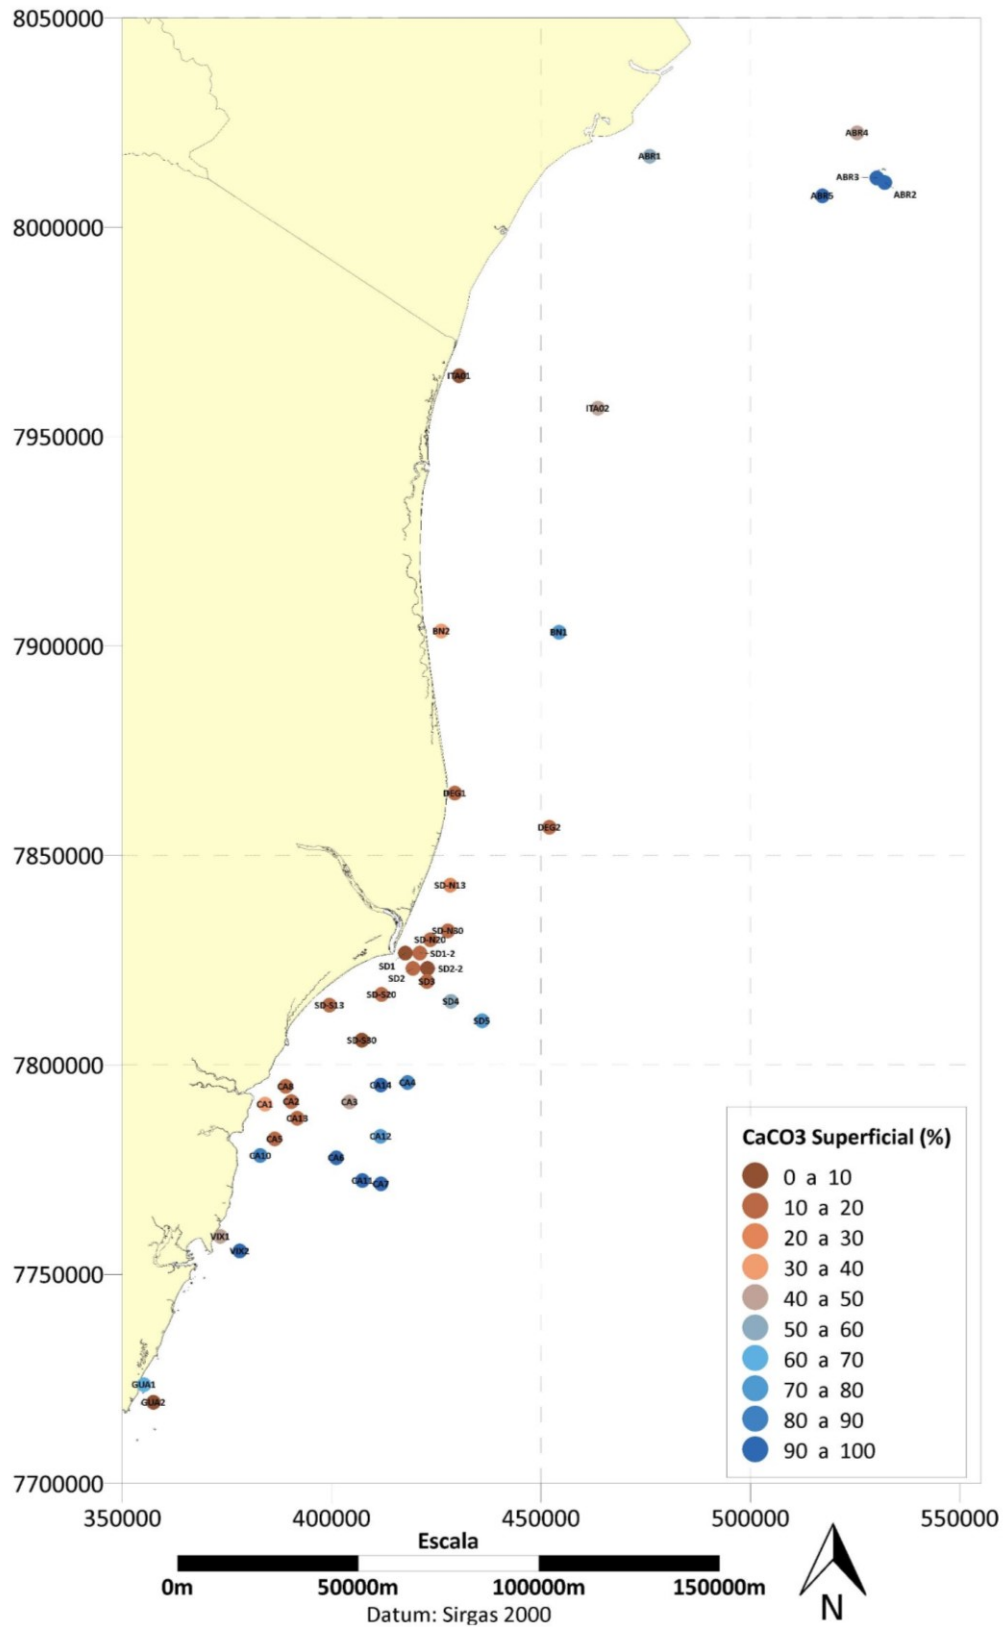 8050000
ABR4
ABR1
ABR3
ABR5
ABR2
8000000
ITA01
ITA02
7950000
BN2
BN1
7900000
DEG1
DEG2
7850000
SD-N13
SD-N30
SD-N20
SD1-2
SD1
SD2-2
SD2
SD3
SD-S20
SD4
SD-S13
SD5
SD-S30
7800000
CA8
CA14
CA4
CA1
CA2
CA3
CA13
CA5
CA12
CA10
CA6
CA11
CA7
VIX1
VIX2
7750000
GUA1
GUA2
7700000
CaCO3 Superficial (%)
0 a 10
10 a 20
20 a 30
30 a 40
40 a 50
50 a 60
60 a 70
70 a 80
80 a 90
90 a 100
350000 400000 450000 500000 550000
Escala
0m 50000m 100000m 150000m
Datum: Sirgas 2000
N